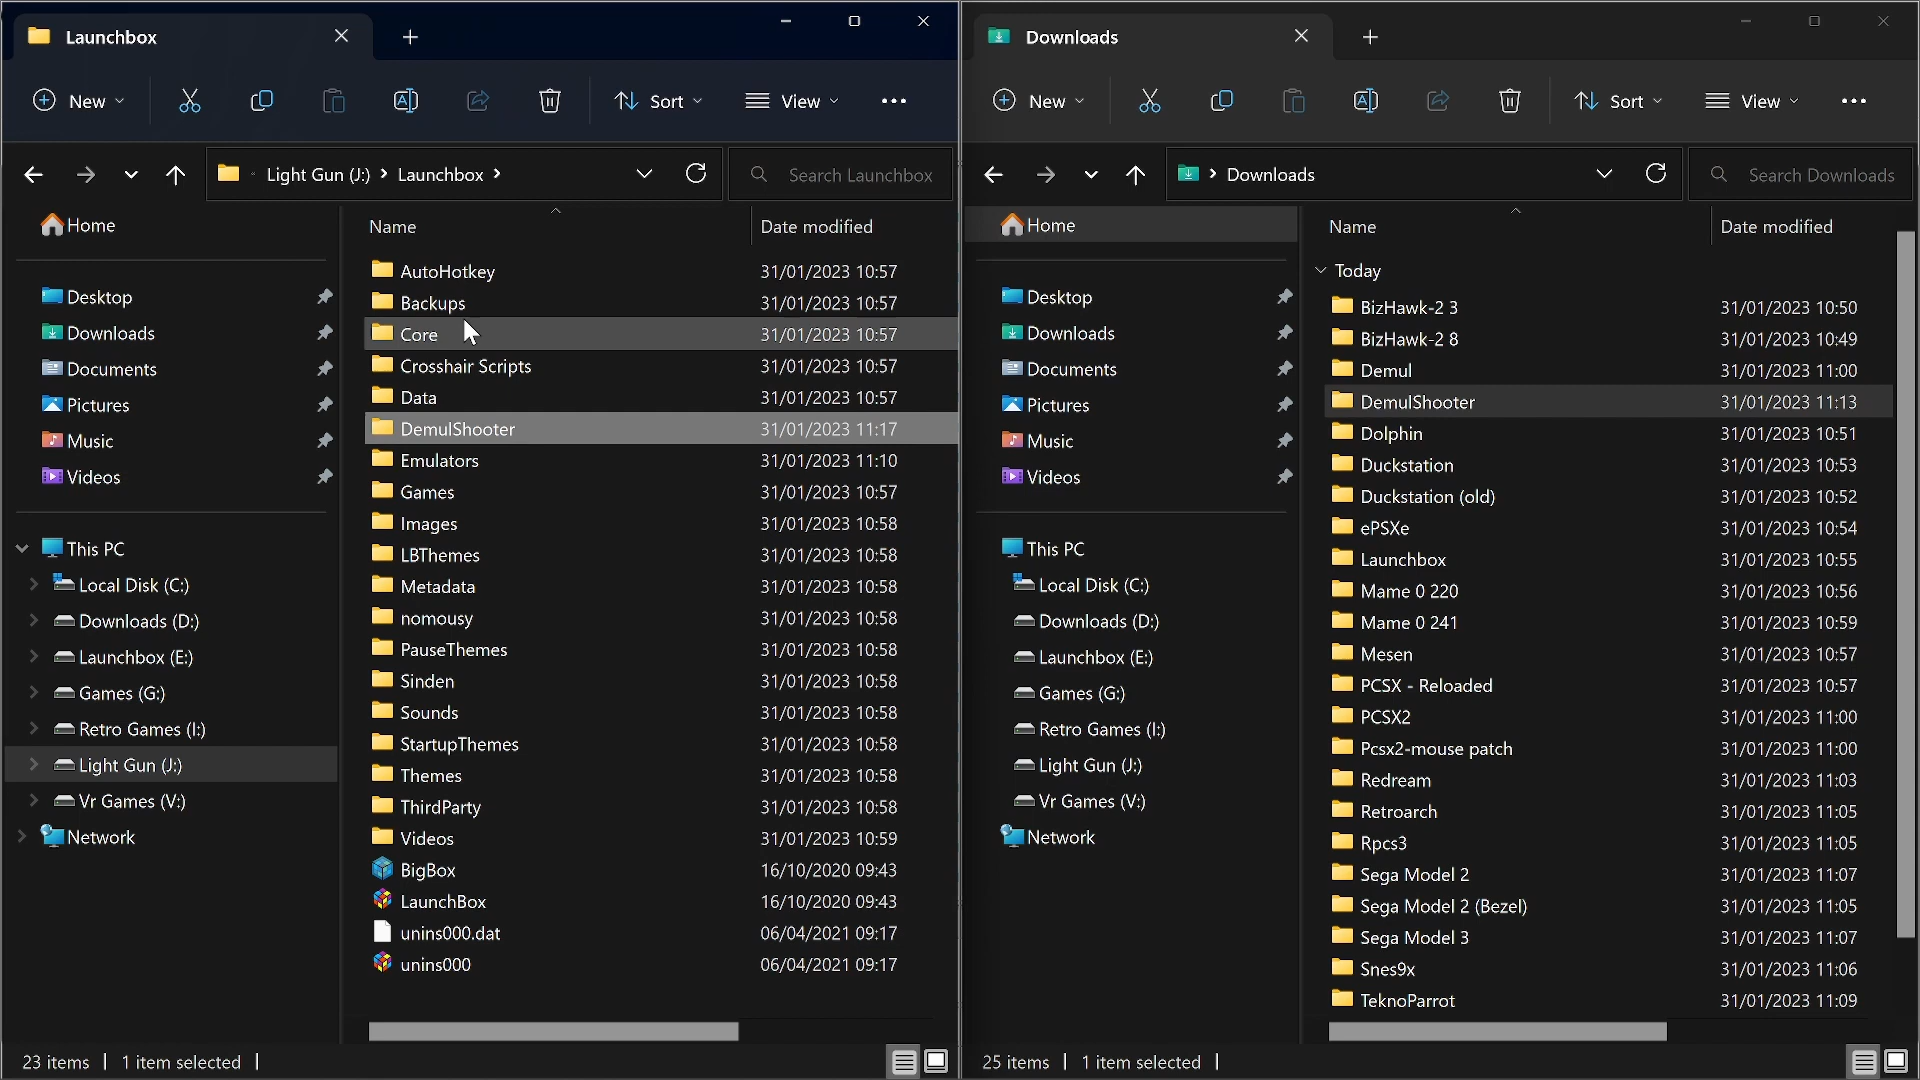 Launchbox
New
Sort
View
Light Gun (J:) > Launchbox >
Search Launchbox
Home
Desktop
Downloads
Documents
Pictures
Music
Videos
This PC
Local Disk (C:)
Downloads (D:)
Launchbox (E:)
Games (G:)
Retro Games (I:)
Light Gun (J:)
Vr Games (V:)
Network
Name Date modified
AutoHotkey 31/01/2023 10:57
Backups 31/01/2023 10:57
Core 31/01/2023 10:57
Crosshair Scripts 31/01/2023 10:57
Data 31/01/2023 10:57
DemulShooter 31/01/2023 11:17
Emulators 31/01/2023 11:10
Games 31/01/2023 10:57
Images 31/01/2023 10:58
LBThemes 31/01/2023 10:58
Metadata 31/01/2023 10:58
nomousy 31/01/2023 10:58
PauseThemes 31/01/2023 10:58
Sinden 31/01/2023 10:58
Sounds 31/01/2023 10:58
StartupThemes 31/01/2023 10:58
Themes 31/01/2023 10:58
ThirdParty 31/01/2023 10:58
Videos 31/01/2023 10:59
BigBox 16/10/2020 09:43
LaunchBox 16/10/2020 09:43
unins000.dat 06/04/2021 09:17
unins000 06/04/2021 09:17
23 items | 1 item selected |
Downloads
New
Sort
View
> Downloads
Search Downloads
Home
Desktop
Downloads
Documents
Pictures
Music
Videos
This PC
Local Disk (C:)
Downloads (D:)
Launchbox (E:)
Games (G:)
Retro Games (I:)
Light Gun (J:)
Vr Games (V:)
Network
Name Date modified
Today
BizHawk-2 3 31/01/2023 10:50
BizHawk-2 8 31/01/2023 10:49
Demul 31/01/2023 11:00
DemulShooter 31/01/2023 11:13
Dolphin 31/01/2023 10:51
Duckstation 31/01/2023 10:53
Duckstation (old) 31/01/2023 10:52
ePSXe 31/01/2023 10:54
Launchbox 31/01/2023 10:55
Mame 0 220 31/01/2023 10:56
Mame 0 241 31/01/2023 10:59
Mesen 31/01/2023 10:57
PCSX - Reloaded 31/01/2023 10:57
PCSX2 31/01/2023 11:00
Pcsx2-mouse patch 31/01/2023 11:00
Redream 31/01/2023 11:03
Retroarch 31/01/2023 11:05
Rpcs3 31/01/2023 11:05
Sega Model 2 31/01/2023 11:07
Sega Model 2 (Bezel) 31/01/2023 11:05
Sega Model 3 31/01/2023 11:07
Snes9x 31/01/2023 11:06
TeknoParrot 31/01/2023 11:09
25 items | 1 item selected |